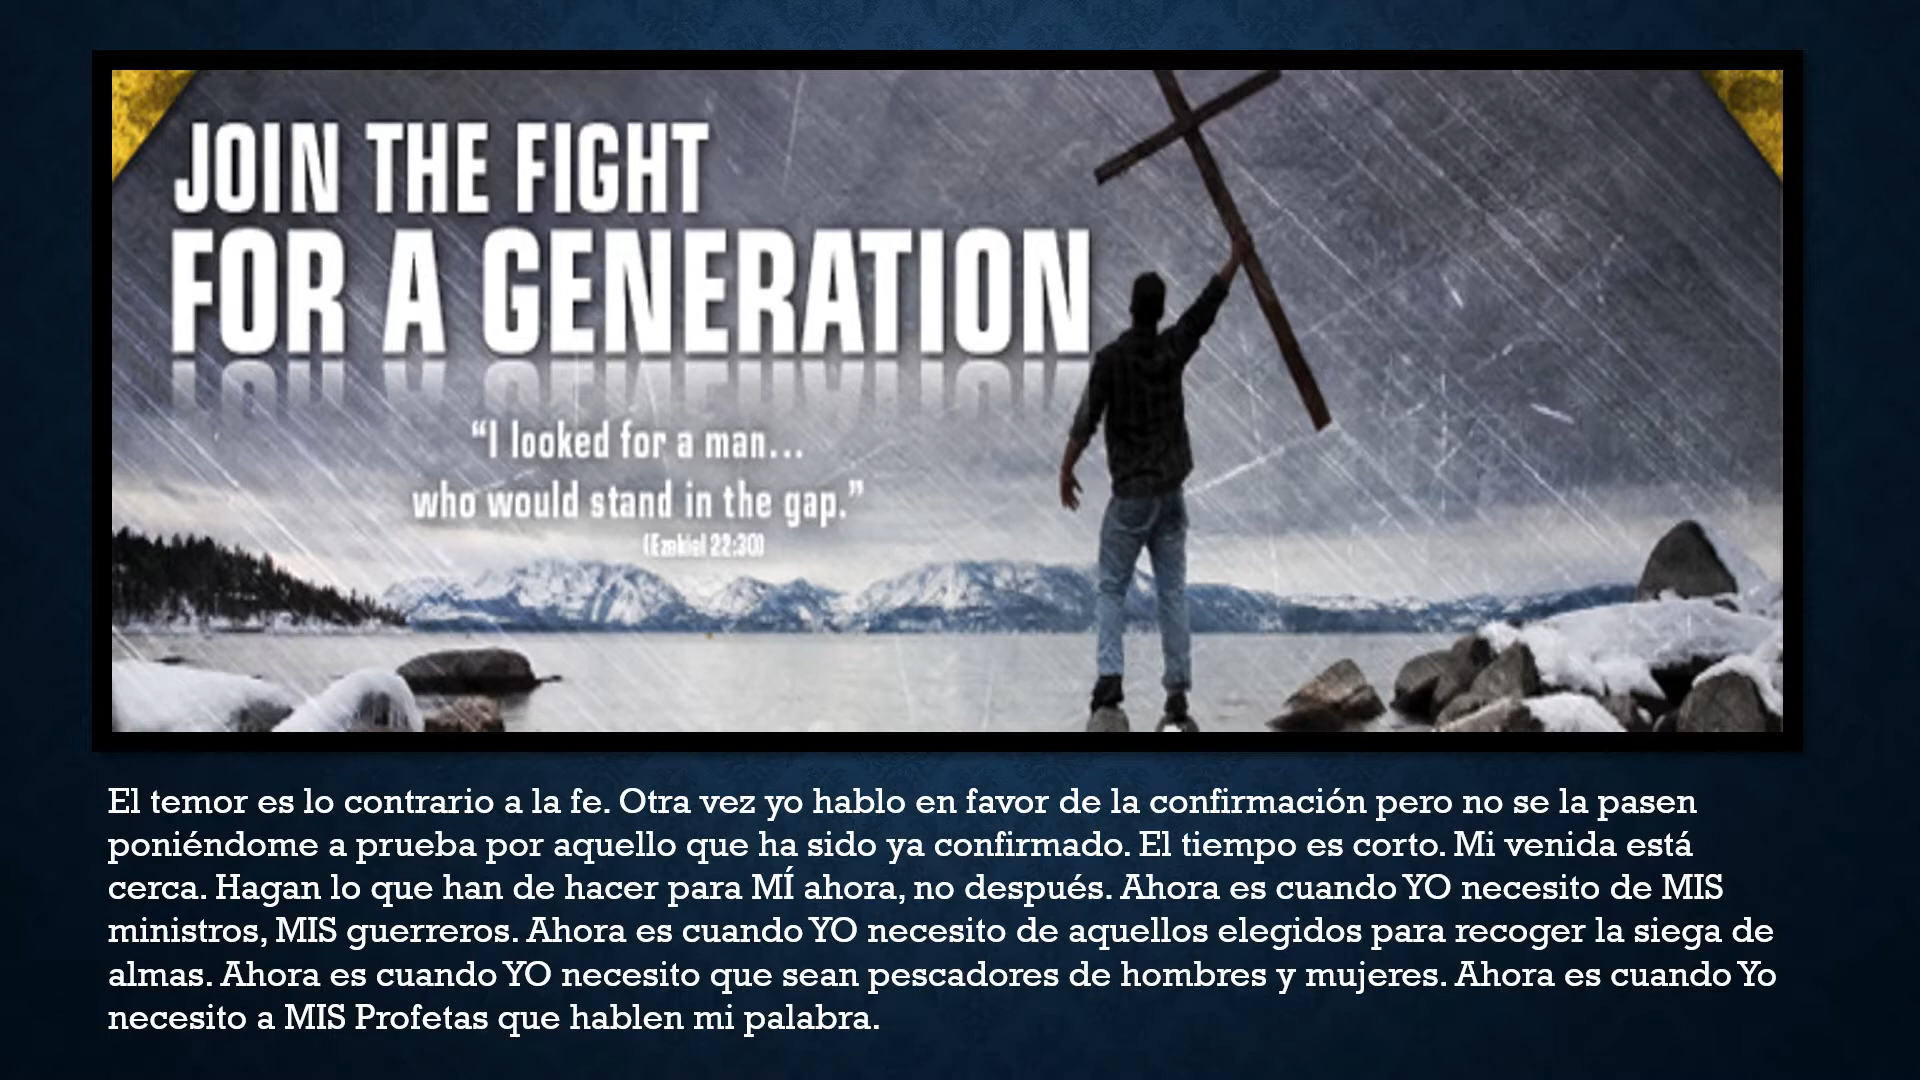 JOIN THE FIGHT
FOR A GENERATION
“I looked for a man...
who would stand in the gap.”
(Ezekiel 22:30)
El temor es lo contrario a la fe. Otra vez yo hablo en favor de la confirmación pero no se la pasen
poniéndome a prueba por aquello que ha sido ya confirmado. El tiempo es corto. Mi venida está
cerca. Hagan lo que han de hacer para MÍ ahora, no después. Ahora es cuando YO necesito de MIS
ministros, MIS guerreros. Ahora es cuando YO necesito de aquellos elegidos para recoger la siega de
almas. Ahora es cuando YO necesito que sean pescadores de hombres y mujeres. Ahora es cuando Yo
necesito a MIS Profetas que hablen mi palabra.